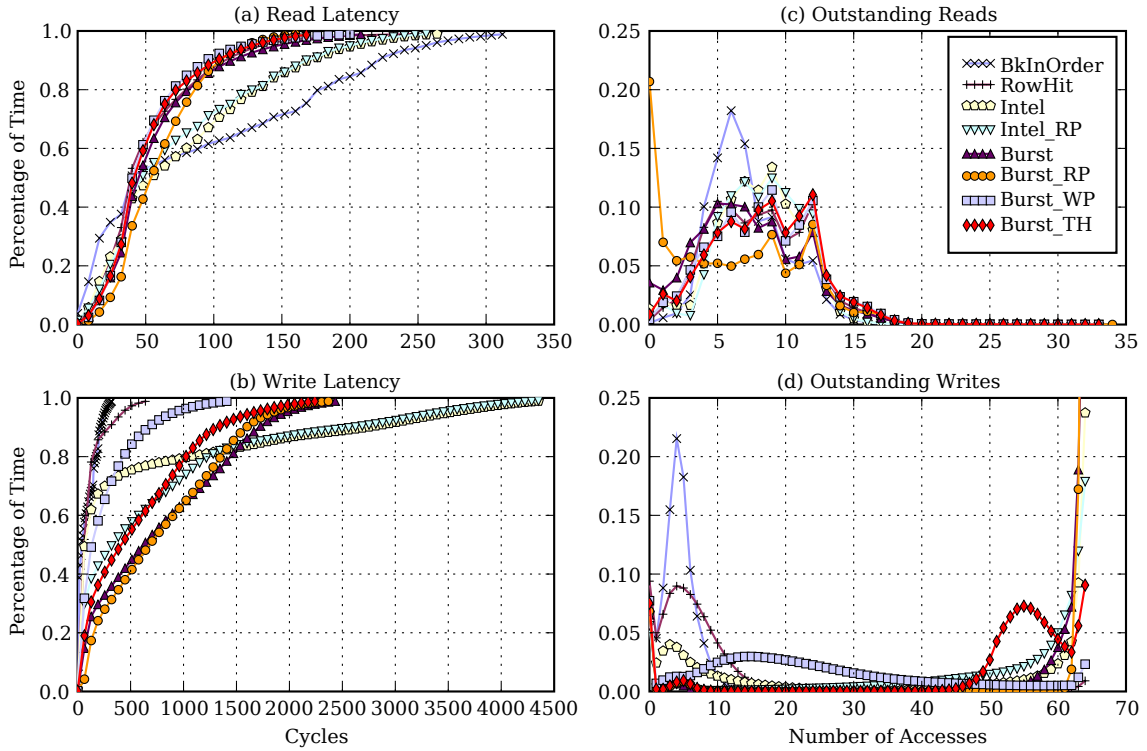 (a) Read Latency
Percentage of Time
1.0
0.8
0.6
0.4
0.2
0.0
0 50 100 150 200 250 300 350
(c) Outstanding Reads
0.25
0.20
0.15
0.10
0.05
0.00
0 5 10 15 20 25 30 35
BkInOrder
RowHit
Intel
Intel_RP
Burst
Burst_RP
Burst_WP
Burst_TH
(b) Write Latency
Percentage of Time
1.0
0.8
0.6
0.4
0.2
0.0
0 500 1000 1500 2000 2500 3000 3500 4000 4500
Cycles
(d) Outstanding Writes
0.25
0.20
0.15
0.10
0.05
0.00
0 10 20 30 40 50 60 70
Number of Accesses